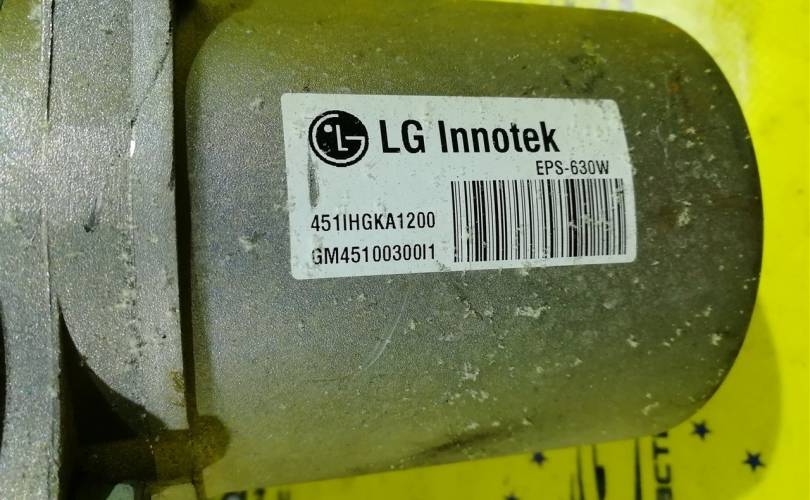 LG Innotek
EPS-630W
451IHGKA1200
GM45100300I1